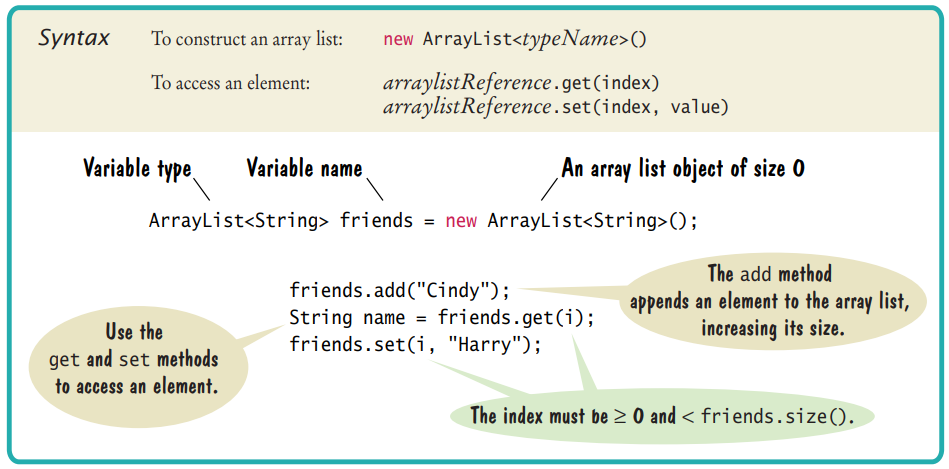 Syntax To construct an array list: new ArrayList<typeName>()
To access an element: arraylistReference.get(index)
arraylistReference.set(index, value)
Variable type Variable name An array list object of size 0
ArrayList<String> friends = new ArrayList<String>();
friends.add("Cindy");
String name = friends.get(i);
friends.set(i, "Harry");
The add method
appends an element to the array list,
increasing its size.
Use the
get and set methods
to access an element.
The index must be ≥ 0 and < friends.size().